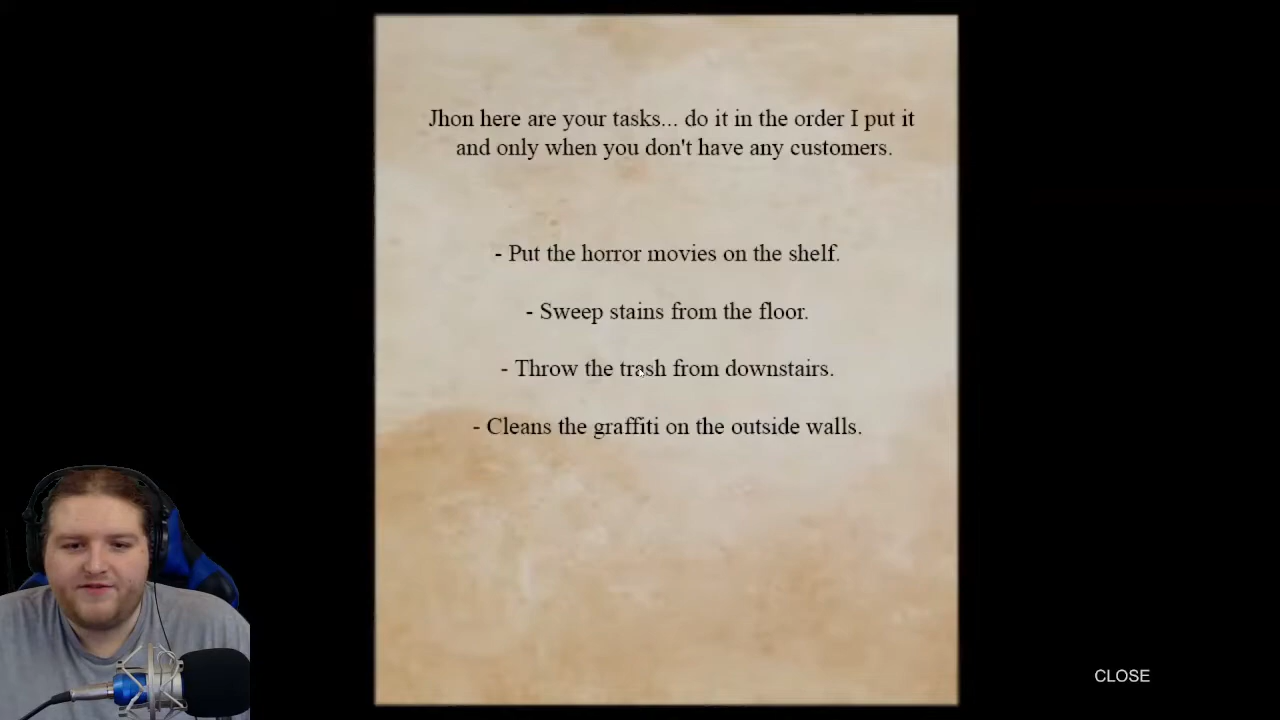 Jhon here are your tasks... do it in the order I put it
and only when you don't have any customers.
- Put the horror movies on the shelf.
- Sweep stains from the floor.
- Throw the trash from downstairs.
- Cleans the graffiti on the outside walls.
CLOSE